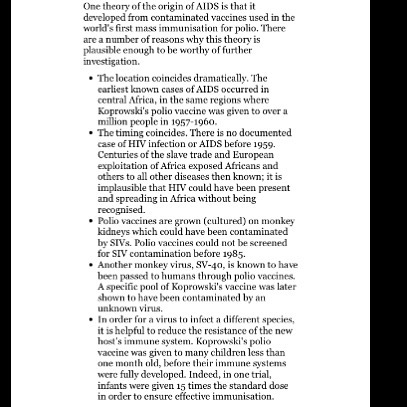 One theory of the origin of AIDS is that it
developed from contaminated vaccines used in the
world's first mass immunisation for polio. There
are a number of reasons why this theory is
plausible enough to be worthy of further
investigation.
• The location coincides dramatically. The
earliest known cases of AIDS occurred in
central Africa, in the same regions where
Koprowski's polio vaccine was given to over a
million people in 1957-1960.
• The timing coincides. There is no documented
case of HIV infection or AIDS before 1959.
Centuries of the slave trade and European
exploitation of Africa exposed Africans and
others to all other diseases then known; it is
implausible that HIV could have been present
and spreading in Africa without being
recognised.
• Polio vaccines are grown (cultured) on monkey
kidneys which could have been contaminated
by SIVs. Polio vaccines could not be screened
for SIV contamination before 1985.
• Another monkey virus, SV-40, is known to have
been passed to humans through polio vaccines.
A specific pool of Koprowski's vaccine was later
shown to have been contaminated by an
unknown virus.
• In order for a virus to infect a different species,
it is helpful to reduce the resistance of the new
host's immune system. Koprowski's polio
vaccine was given to many children less than
one month old, before their immune systems
were fully developed. Indeed, in one trial,
infants were given 15 times the standard dose
in order to ensure effective immunisation.